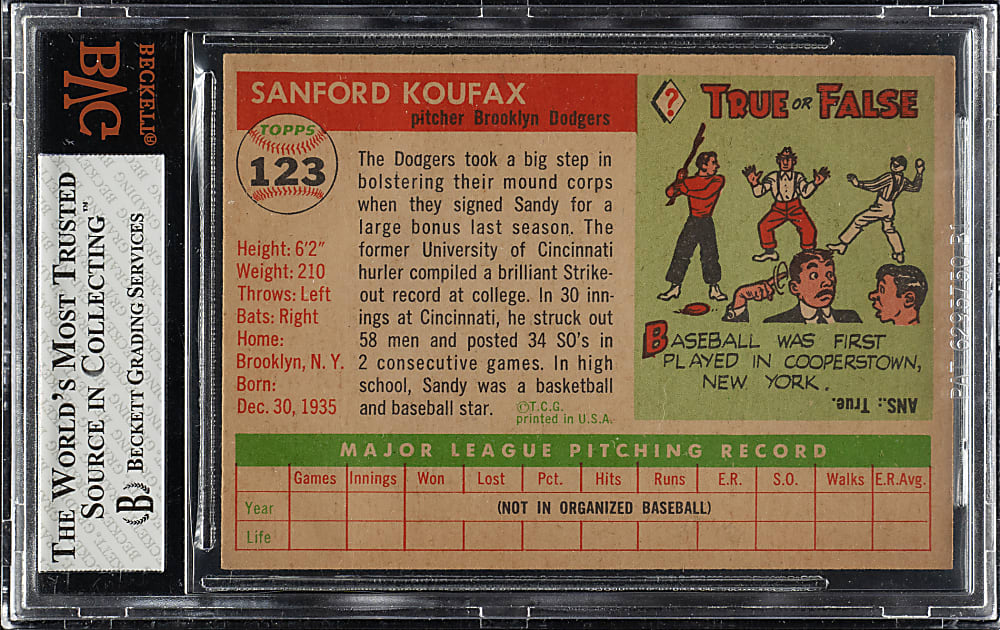 BECKETT®
BVG
THE WORLD'S MOST TRUSTED
SOURCE IN COLLECTING™
BECKETT GRADING SERVICES
B
SANFORD KOUFAX
pitcher Brooklyn Dodgers
TOPPS
123
The Dodgers took a big step in
bolstering their mound corps
when they signed Sandy for a
large bonus last season. The
former University of Cincinnati
hurler compiled a brilliant Strike-
out record at college. In 30 inn-
ings at Cincinnati, he struck out
58 men and posted 34 SO's in
2 consecutive games. In high
school, Sandy was a basketball
and baseball star.
©T.C.G.
printed in U.S.A.
Height: 6'2"
Weight: 210
Throws: Left
Bats: Right
Home:
Brooklyn, N. Y.
Born:
Dec. 30, 1935
?
TRUE OR FALSE
BASEBALL WAS FIRST
PLAYED IN COOPERSTOWN,
NEW YORK.
ANS.: True.
MAJOR LEAGUE PITCHING RECORD
Games Innings Won Lost Pct. Hits Runs E.R. S.O. Walks E.R.Avg.
Year (NOT IN ORGANIZED BASEBALL)
Life